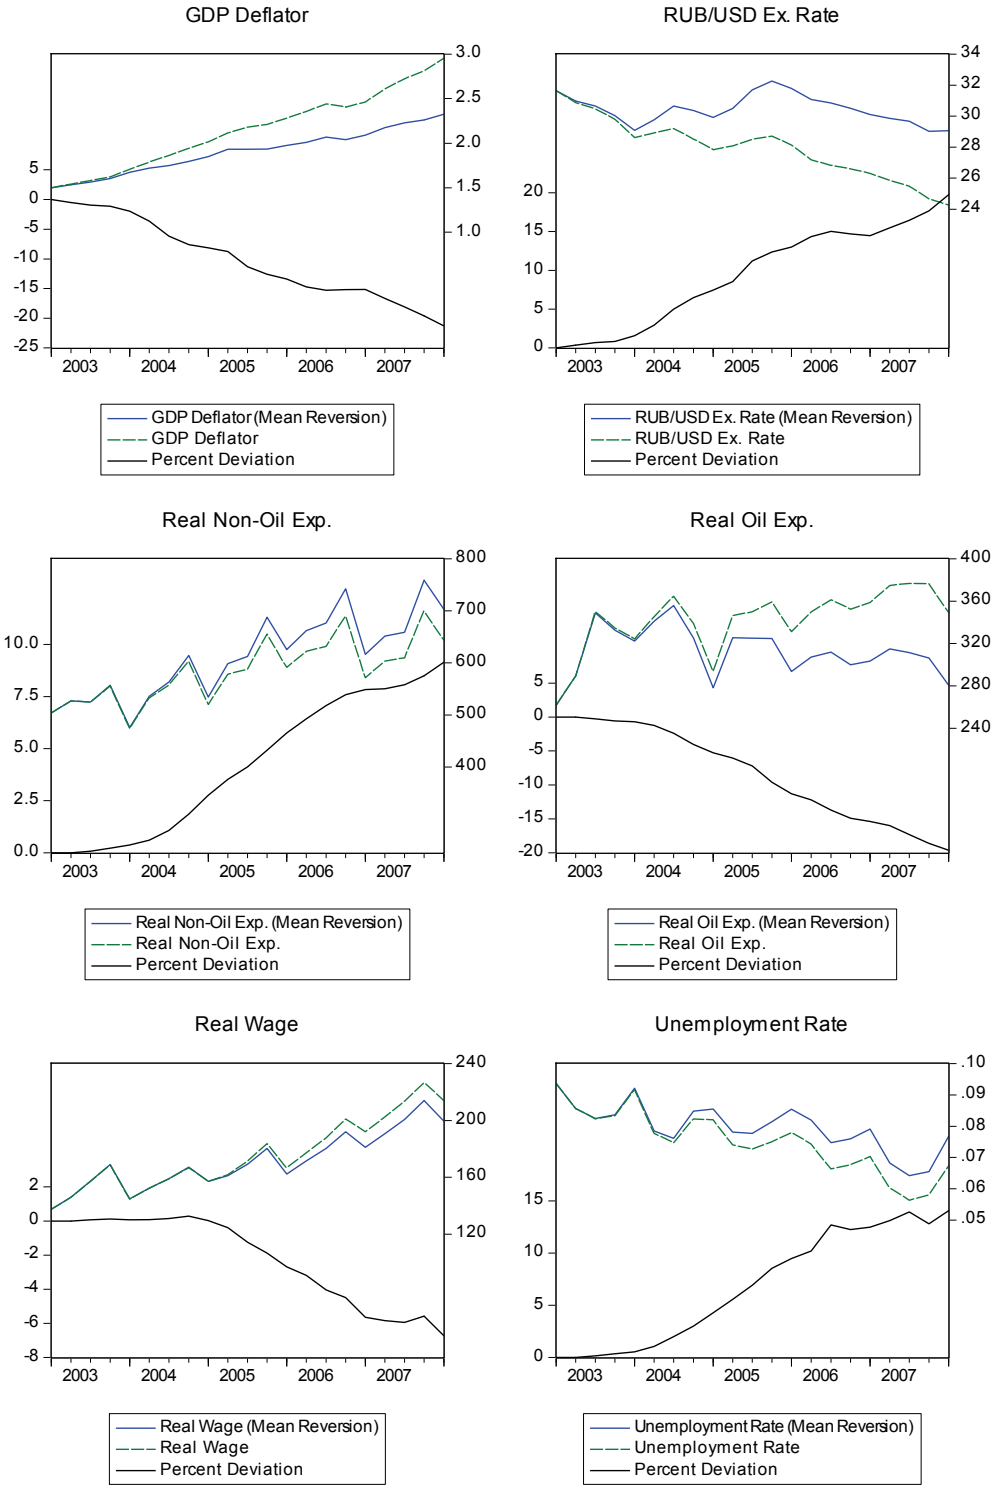 GDP Deflator
3.0
2.5
2.0
1.5
1.0
5
0
-5
-10
-15
-20
-25
2003 2004 2005 2006 2007
GDP Deflator (Mean Reversion)
GDP Deflator
Percent Deviation
RUB/USD Ex. Rate
34
32
30
28
26
24
20
15
10
5
0
2003 2004 2005 2006 2007
RUB/USD Ex. Rate (Mean Reversion)
RUB/USD Ex. Rate
Percent Deviation
Real Non-Oil Exp.
800
700
600
500
400
10.0
7.5
5.0
2.5
0.0
2003 2004 2005 2006 2007
Real Non-Oil Exp. (Mean Reversion)
Real Non-Oil Exp.
Percent Deviation
Real Oil Exp.
400
360
320
280
240
5
0
-5
-10
-15
-20
2003 2004 2005 2006 2007
Real Oil Exp. (Mean Reversion)
Real Oil Exp.
Percent Deviation
Real Wage
240
200
160
120
2
0
-2
-4
-6
-8
2003 2004 2005 2006 2007
Real Wage (Mean Reversion)
Real Wage
Percent Deviation
Unemployment Rate
.10
.09
.08
.07
.06
.05
15
10
5
0
2003 2004 2005 2006 2007
Unemployment Rate (Mean Reversion)
Unemployment Rate
Percent Deviation